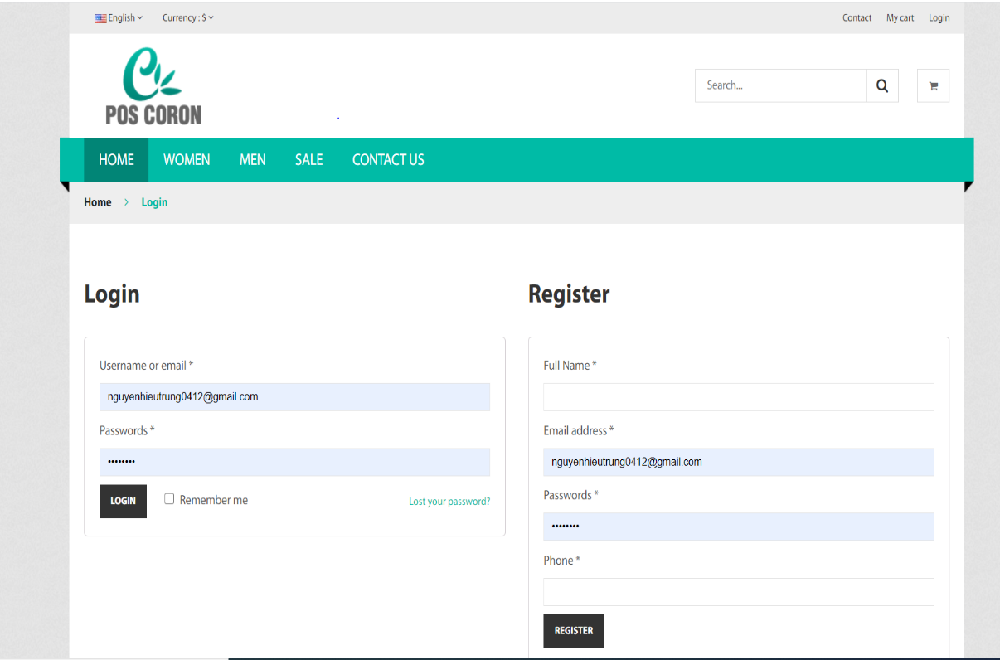 English Currency : $ Contact My cart Login
POS CORON
Search...
HOME WOMEN MEN SALE CONTACT US
Home > Login
Login
Username or email *
nguyenhieutrung0412@gmail.com
Passwords *
••••••••
LOGIN Remember me Lost your password?
Register
Full Name *
Email address *
nguyenhieutrung0412@gmail.com
Passwords *
••••••••
Phone *
REGISTER